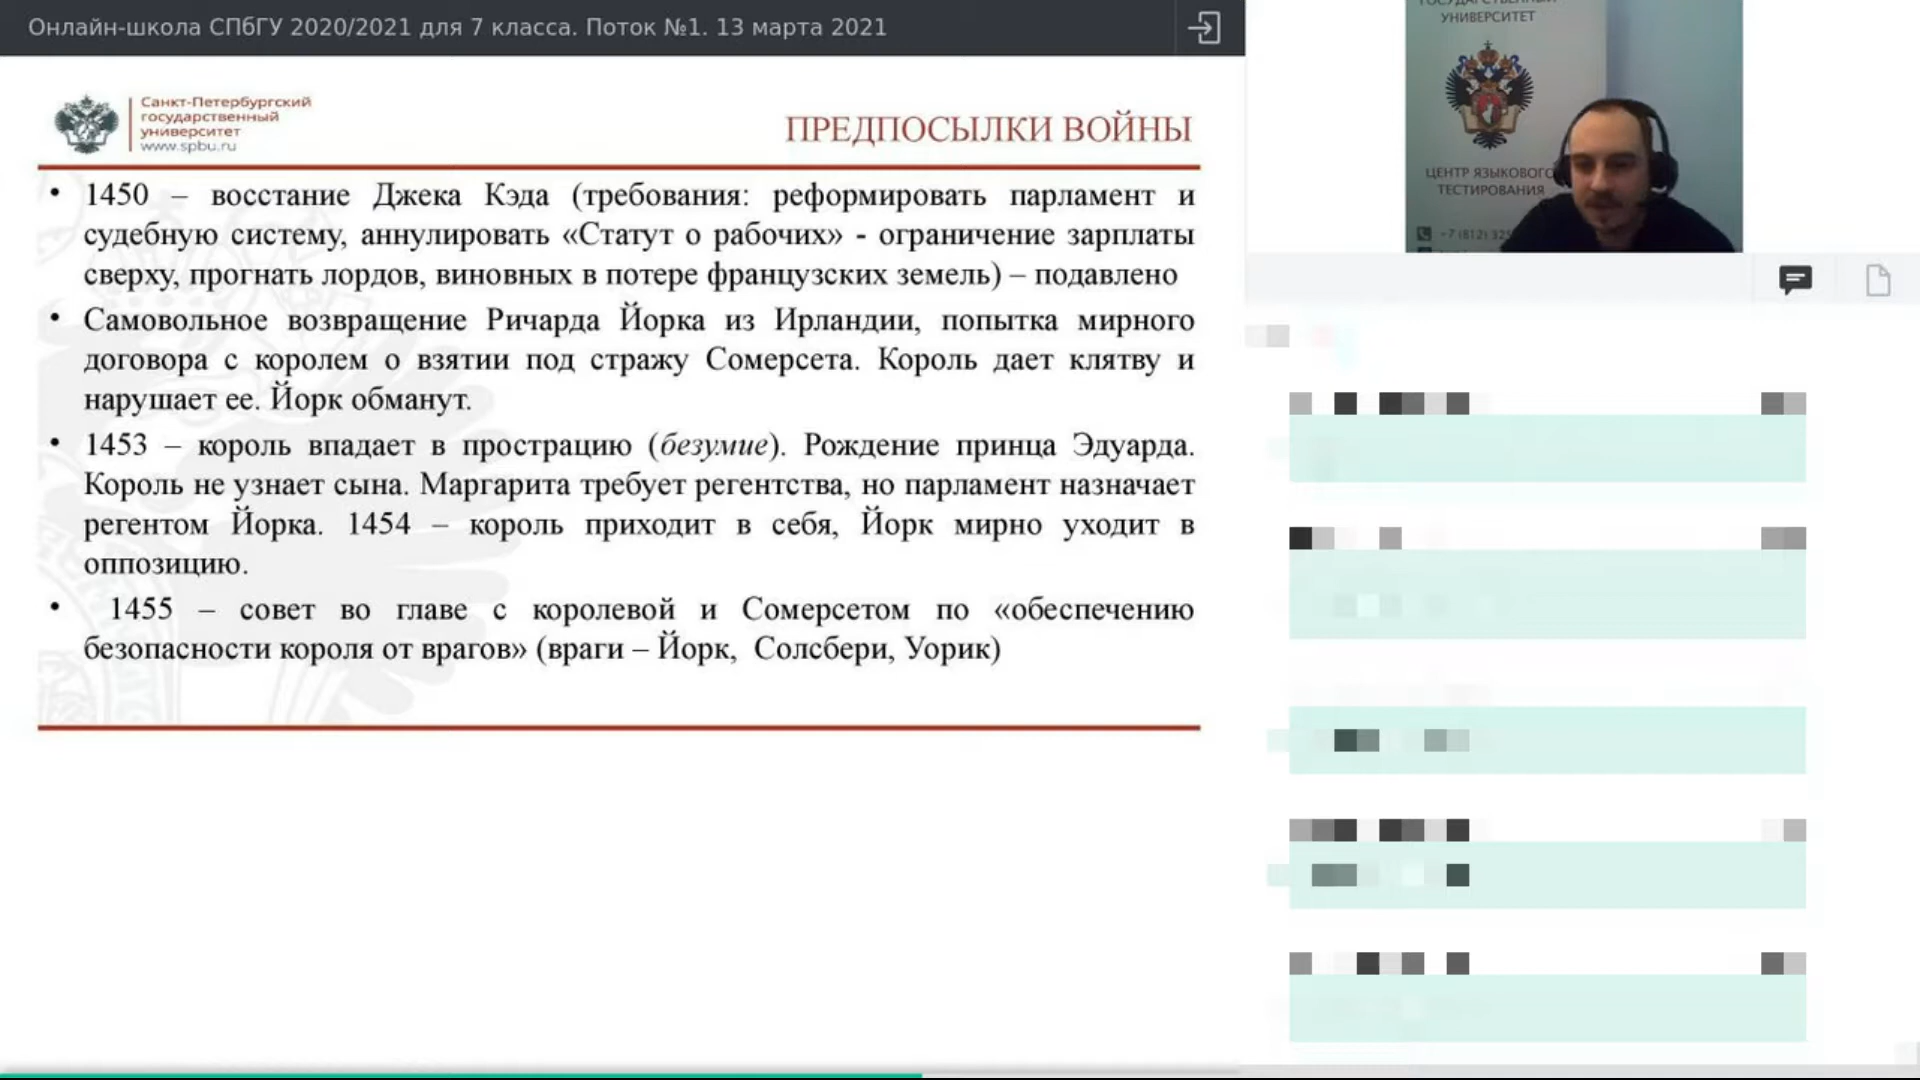 Онлайн-школа СПбГУ 2020/2021 для 7 класса. Поток №1. 13 марта 2021
Санкт-Петербургский
государственный
университет
www.spbu.ru
ПРЕДПОСЫЛКИ ВОЙНЫ
• 1450 – восстание Джека Кэда (требования: реформировать парламент и
судебную систему, аннулировать «Статут о рабочих» - ограничение зарплаты
сверху, прогнать лордов, виновных в потере французских земель) – подавлено
• Самовольное возвращение Ричарда Йорка из Ирландии, попытка мирного
договора с королем о взятии под стражу Сомерсета. Король дает клятву и
нарушает ее. Йорк обманут.
• 1453 – король впадает в прострацию (безумие). Рождение принца Эдуарда.
Король не узнает сына. Маргарита требует регентства, но парламент назначает
регентом Йорка. 1454 – король приходит в себя, Йорк мирно уходит в
оппозицию.
• 1455 – совет во главе с королевой и Сомерсетом по «обеспечению
безопасности короля от врагов» (враги – Йорк, Солсбери, Уорик)
УНИВЕРСИТЕТ
ЦЕНТР ЯЗЫКОВОГО
ТЕСТИРОВАНИЯ
+7 (812)